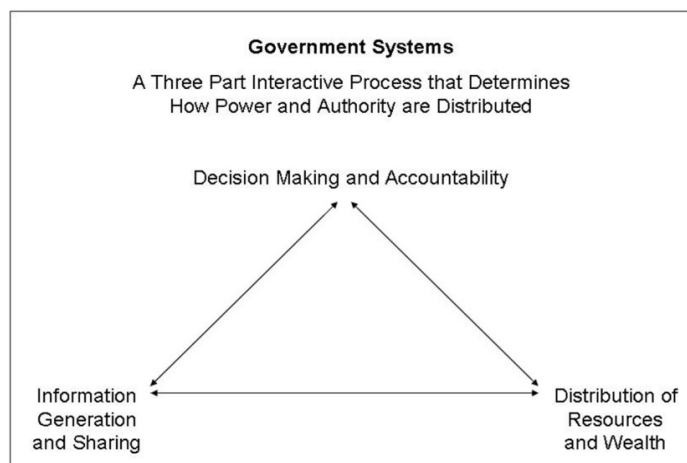 Government Systems
A Three Part Interactive Process that Determines
How Power and Authority are Distributed
Decision Making and Accountability
Information
Generation
and Sharing
Distribution of
Resources
and Wealth